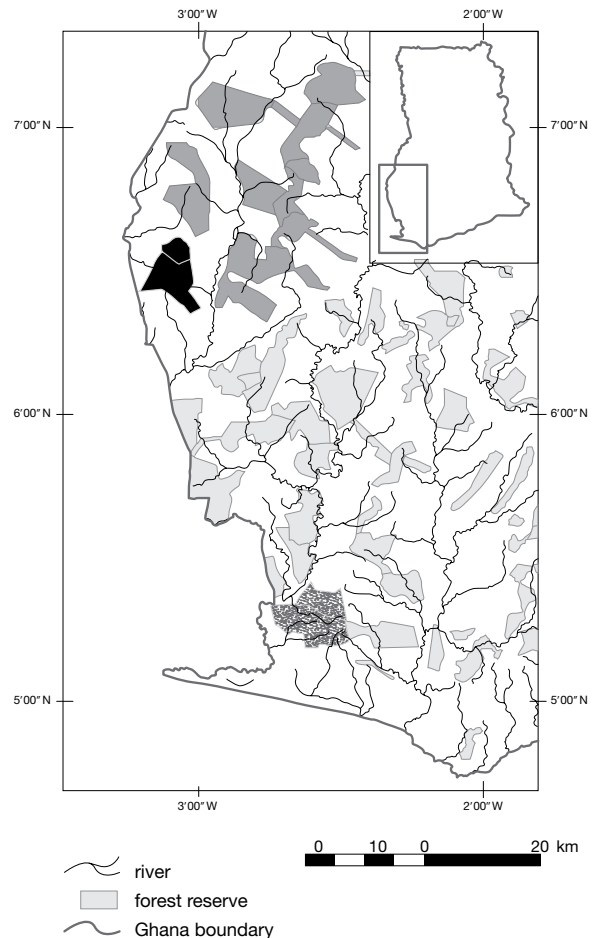 3°00"W 2°00"W
7°00" N 7°00" N
6°00" N 6°00" N
5°00" N 5°00" N
3°00"W 2°00"W
0 10 0 20 km
river
forest reserve
Ghana boundary